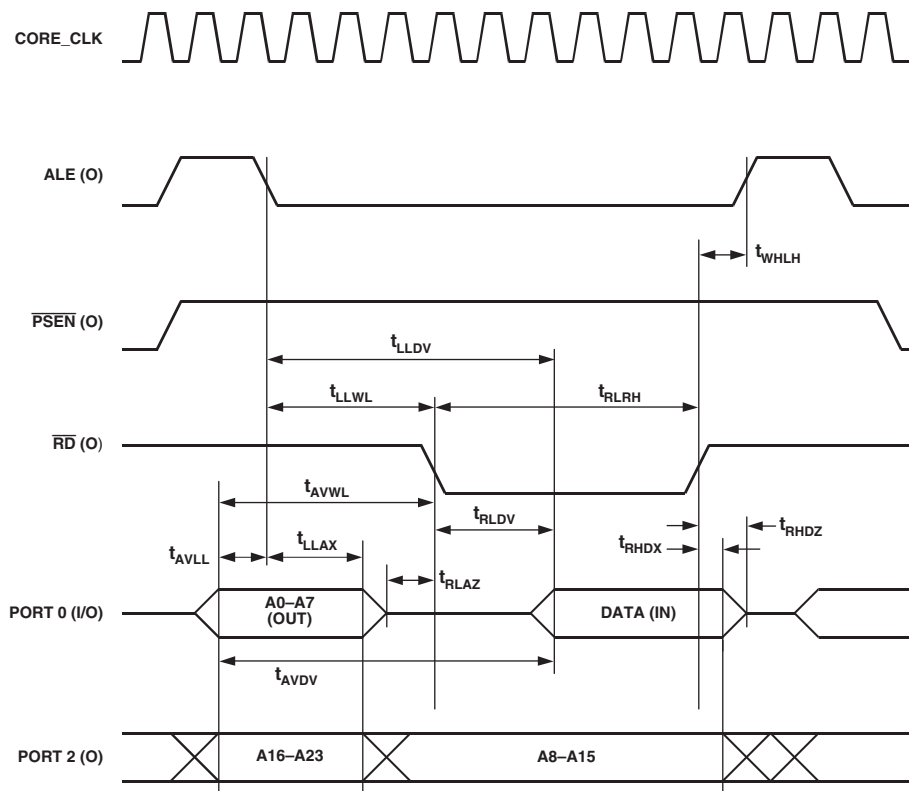 CORE_CLK
ALE (O)
tWHLH
PSEN (O)
tLLDV
tLLWL
tRLRH
RD (O)
tAVWL
tRLDV
tRHDZ
tAVLL
tLLAX
tRHDX
tRLAZ
PORT 0 (I/O)
A0–A7
(OUT)
DATA (IN)
tAVDV
PORT 2 (O)
A16–A23
A8–A15